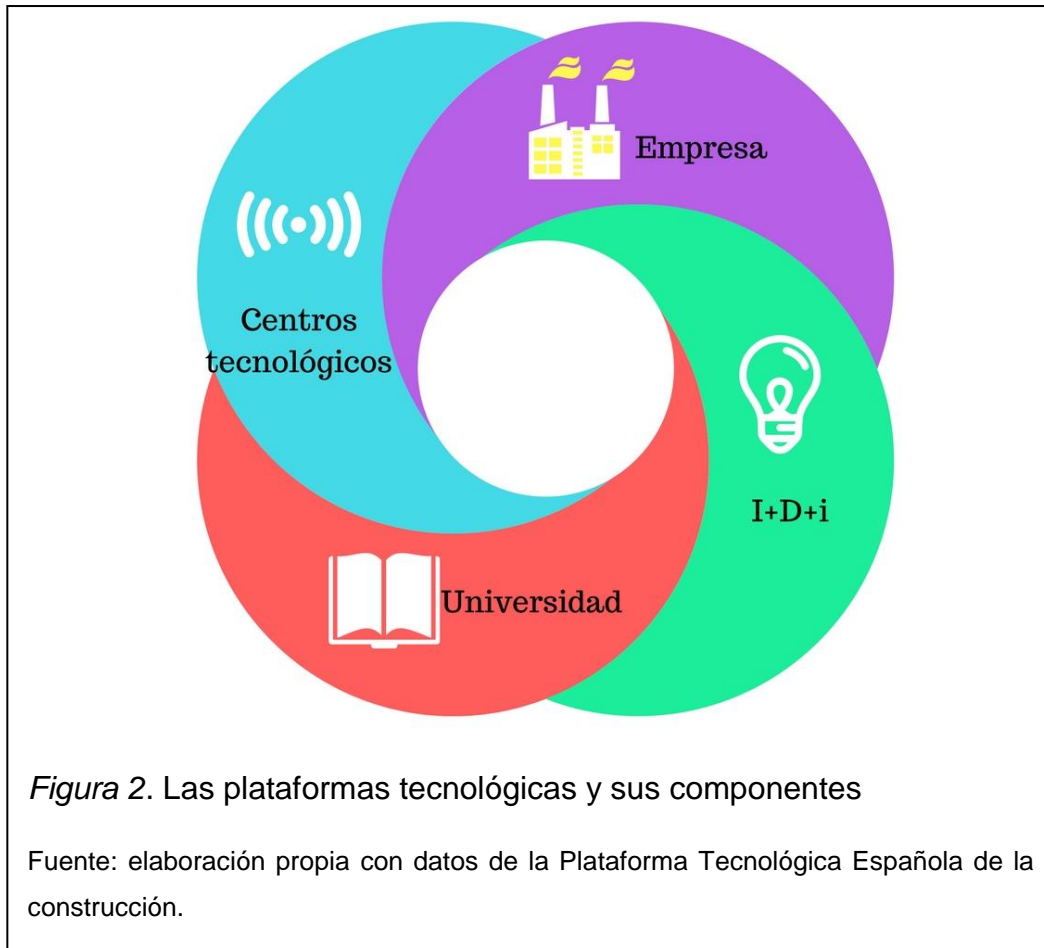 Empresa
Centros
tecnológicos
I+D+i
Universidad
Figura 2. Las plataformas tecnológicas y sus componentes
Fuente: elaboración propia con datos de la Plataforma Tecnológica Española de la
construcción.